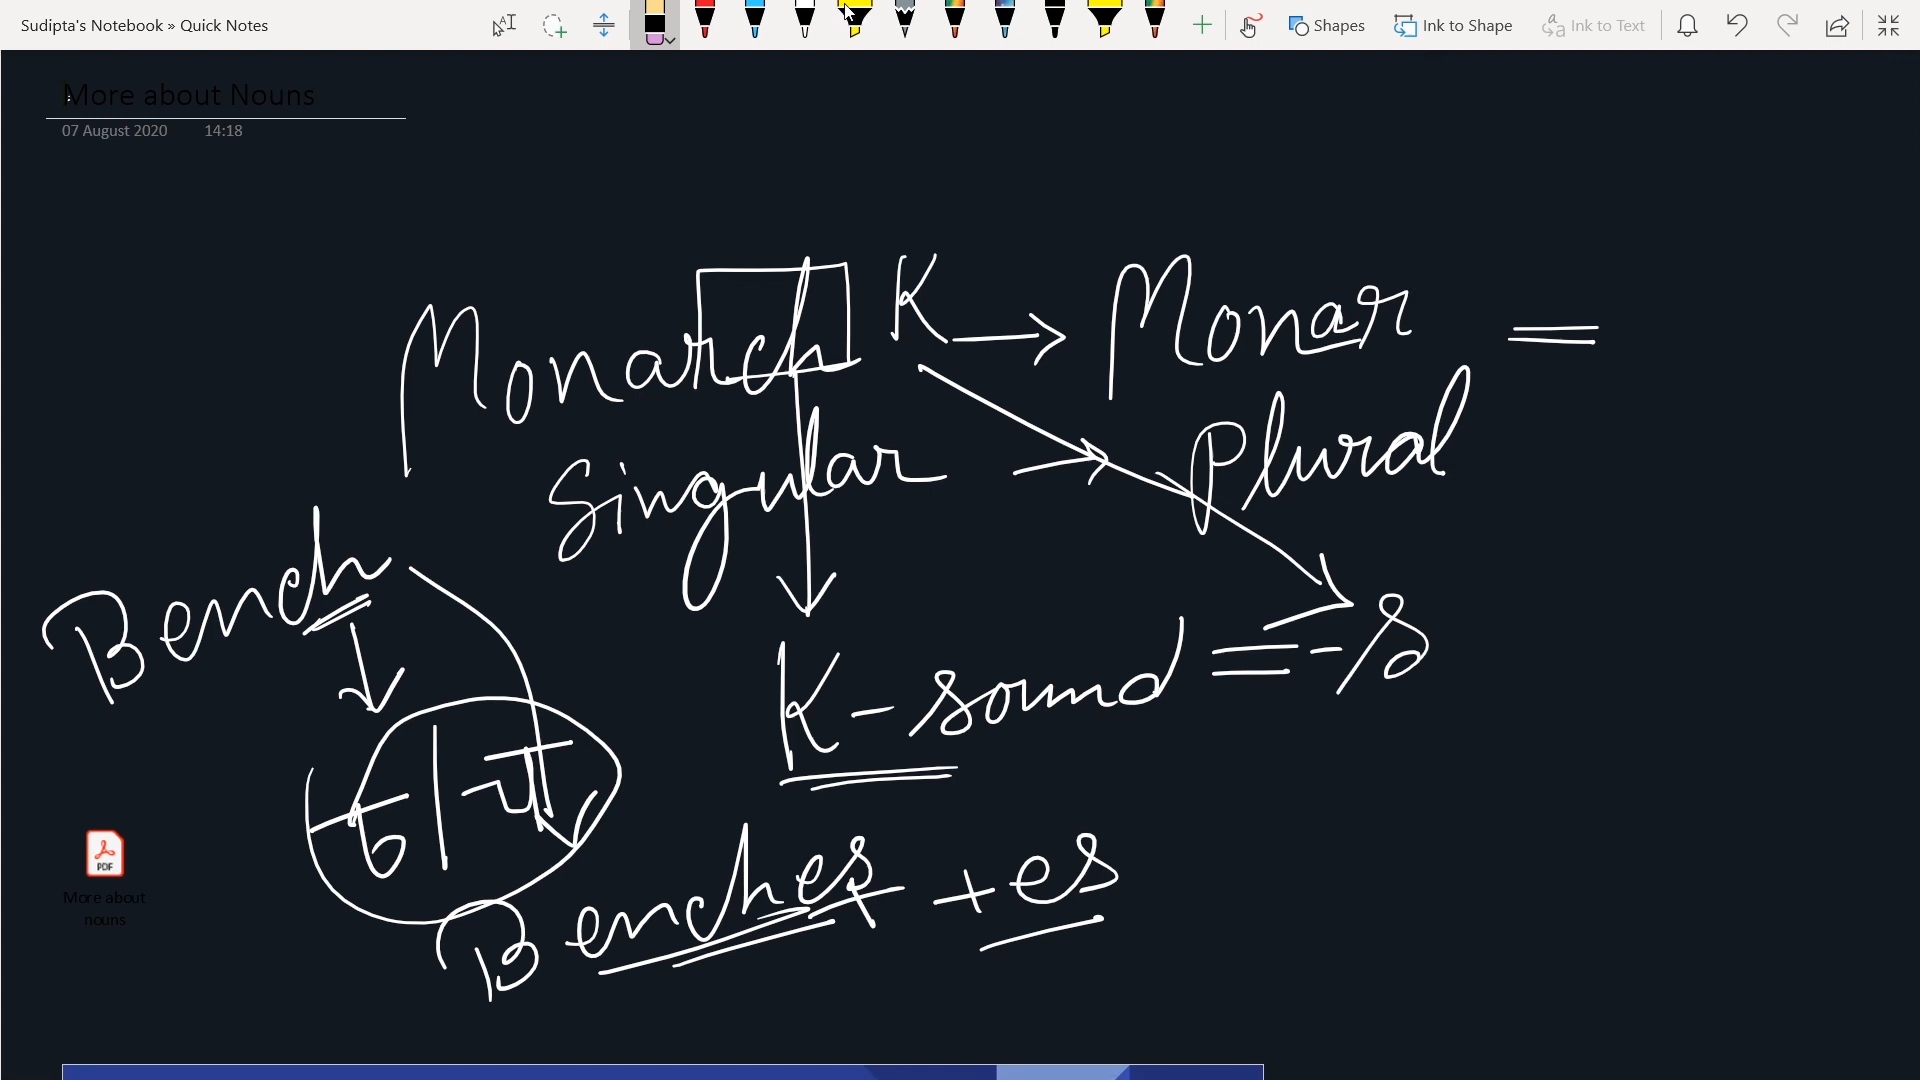 Sudipta's Notebook » Quick Notes
Shapes
Ink to Shape
Ink to Text
More about Nouns
07 August 2020 14:18
Monarch K → Monar =
Singular → Plural
Bench
K-sound = -s
Benches + es
PDF
More about
nouns